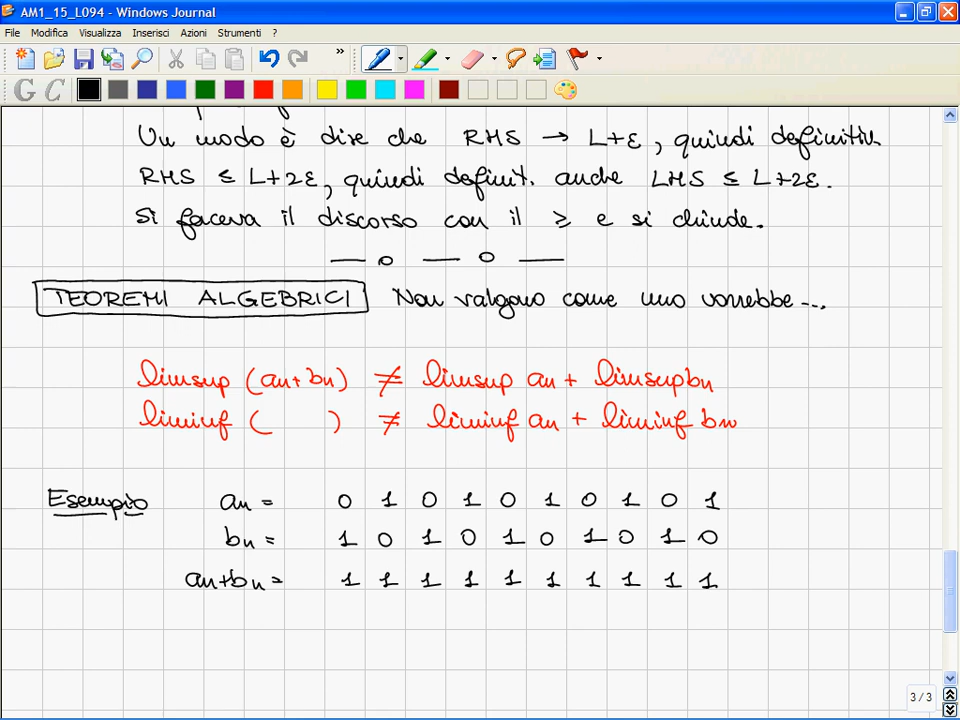 AM1_15_L094 - Windows Journal
File Modifica Visualizza Inserisci Azioni Strumenti ?
G C
Un modo è dire che RHS → L+ε, quindi definitiv.
RHS ≤ L+2ε, quindi definit. anche LHS ≤ L+2ε.
Si faceva il discorso con il ≥ e si chiude.
— o — o —
TEOREMI ALGEBRICI Non valgono come uno vorrebbe...
limsup (an+bn) ≠ limsup an + limsup bn
liminf ( ) ≠ liminf an + liminf bn
Esempio an = 0 1 0 1 0 1 0 1 0 1
bn = 1 0 1 0 1 0 1 0 1 0
an+bn = 1 1 1 1 1 1 1 1 1 1
3 / 3